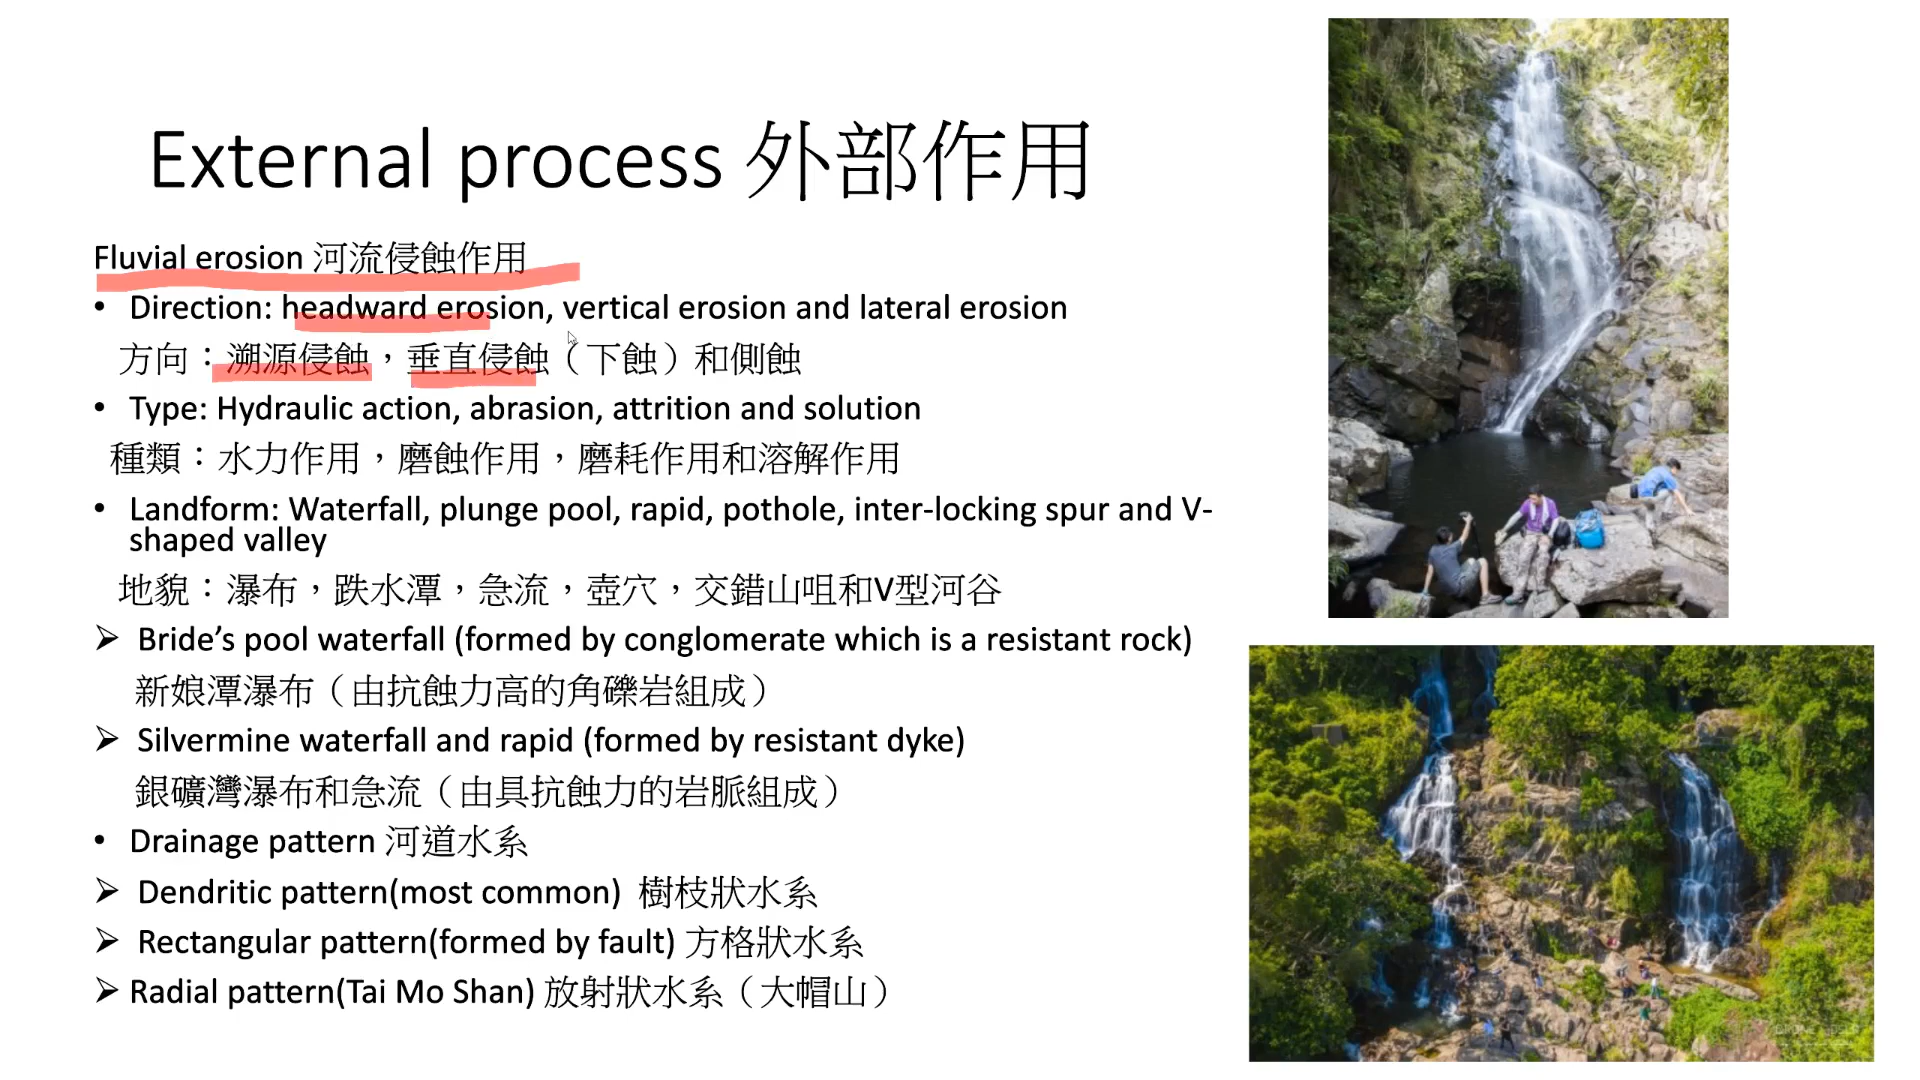 External process 外部作用
Fluvial erosion 河流侵蝕作用
• Direction: headward erosion, vertical erosion and lateral erosion
方向：溯源侵蝕，垂直侵蝕（下蝕）和側蝕
• Type: Hydraulic action, abrasion, attrition and solution
種類：水力作用，磨蝕作用，磨耗作用和溶解作用
• Landform: Waterfall, plunge pool, rapid, pothole, inter-locking spur and V-
shaped valley
地貌：瀑布，跌水潭，急流，壺穴，交錯山咀和V型河谷
➢ Bride’s pool waterfall (formed by conglomerate which is a resistant rock)
新娘潭瀑布（由抗蝕力高的角礫岩組成）
➢ Silvermine waterfall and rapid (formed by resistant dyke)
銀礦灣瀑布和急流（由具抗蝕力的岩脈組成）
• Drainage pattern 河道水系
➢ Dendritic pattern(most common) 樹枝狀水系
➢ Rectangular pattern(formed by fault) 方格狀水系
➢ Radial pattern(Tai Mo Shan) 放射狀水系（大帽山）